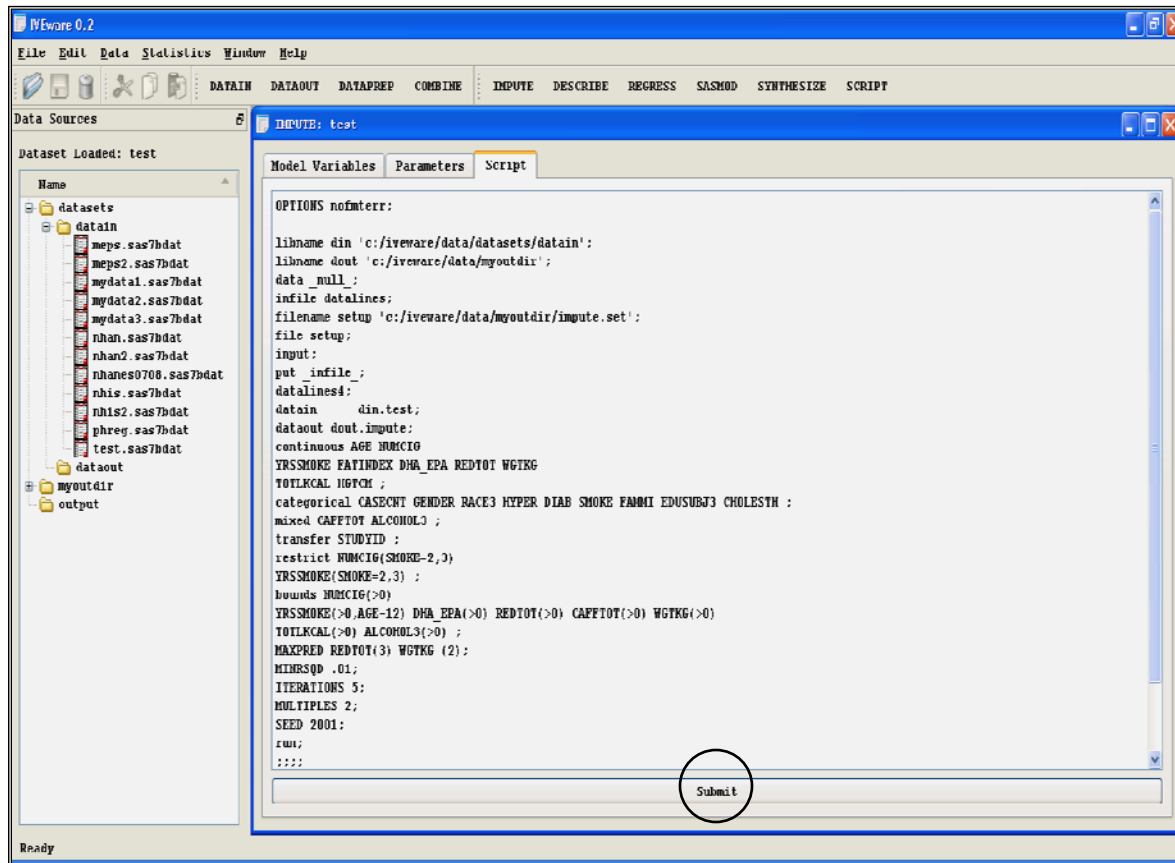 IVEware 0.2
File Edit Data Statistics Window Help
DATAIN DATAOUT DATAPREP COMBINE IMPUTE DESCRIBE REGRESS SASMOD SYNTHESIZE SCRIPT
Data Sources
Dataset Loaded: test
Name
datasets
datain
meps.sas7bdat
meps2.sas7bdat
mydata1.sas7bdat
mydata2.sas7bdat
mydata3.sas7bdat
nhan.sas7bdat
nhan2.sas7bdat
nhanes0708.sas7bdat
nhis.sas7bdat
nhis2.sas7bdat
phreg.sas7bdat
test.sas7bdat
dataout
myoutdir
output
IMPUTE: test
Model Variables Parameters Script
OPTIONS nofmterr;
libname din 'c:/iveware/data/datasets/datain';
libname dout 'c:/iveware/data/myoutdir';
data _null_;
infile datalines;
filename setup 'c:/iveware/data/myoutdir/impute.set';
file setup;
input;
put _infile_;
datalines4;
datain din.test;
dataout dout.impute;
continuous AGE NUMCIG
YRSSMOKE FATINDEX DHA_EPA REDTOT WGTKG
TOTLKCAL HGTCM ;
categorical CASECNT GENDER RACE3 HYPER DIAB SMOKE FAMMI EDUSUBJ3 CHOLESTH ;
mixed CAFFTOT ALCOHOL3 ;
transfer STUDYID ;
restrict NUMCIG(SMOKE=2,3)
YRSSMOKE(SMOKE=2,3) ;
bounds NUMCIG(>0)
YRSSMOKE(>0,AGE-12) DHA_EPA(>0) REDTOT(>0) CAFFTOT(>0) WGTKG(>0)
TOTLKCAL(>0) ALCOHOL3(>0) ;
MAXPRED REDTOT(3) WGTKG (2);
MINRSQD .01;
ITERATIONS 5;
MULTIPLES 2;
SEED 2001;
run;
;;;;
Submit
Ready